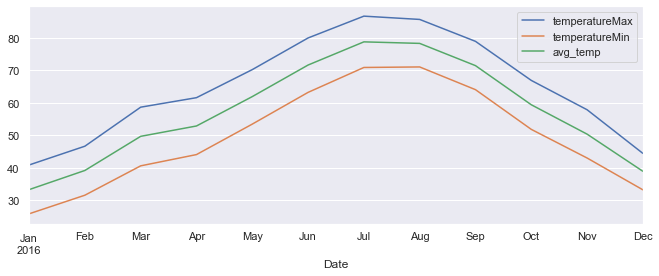 temperatureMax
temperatureMin
avg_temp
80
70
60
50
40
30
Jan Feb Mar Apr May Jun Jul Aug Sep Oct Nov Dec
2016
Date